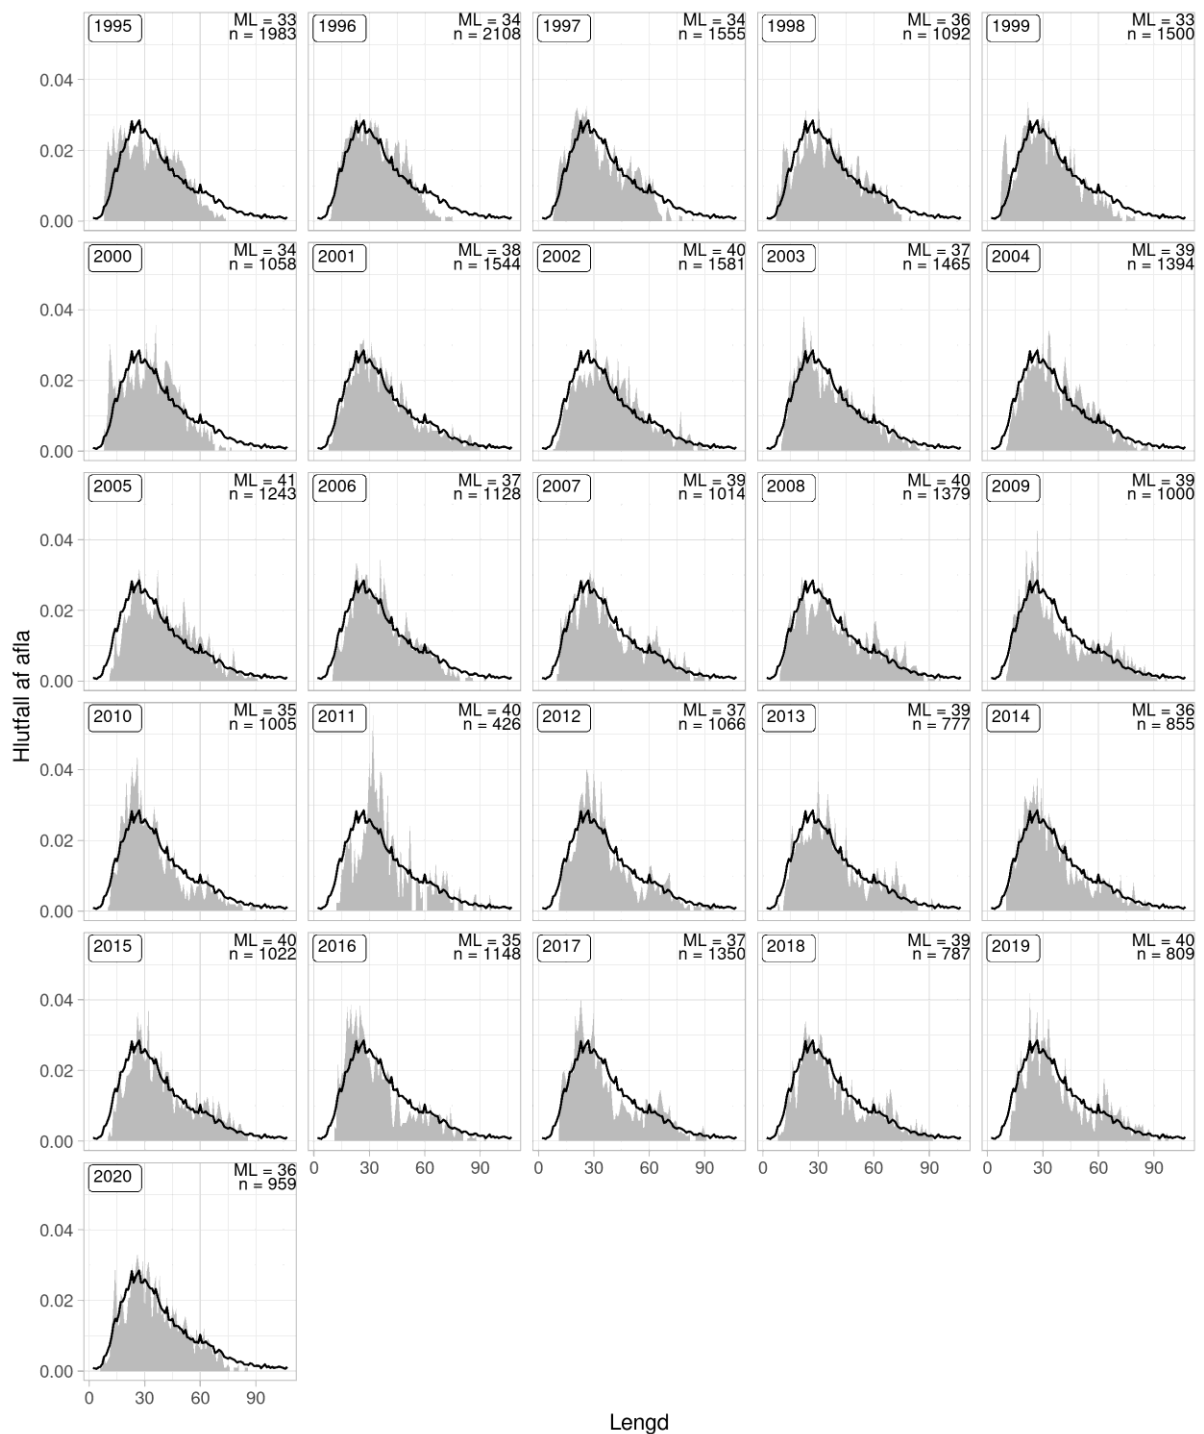 1995 ML = 33 n = 1983
1996 ML = 34 n = 2108
1997 ML = 34 n = 1555
1998 ML = 36 n = 1092
1999 ML = 33 n = 1500
0.04
0.02
0.00
2000 ML = 34 n = 1058
2001 ML = 38 n = 1544
2002 ML = 40 n = 1581
2003 ML = 37 n = 1465
2004 ML = 39 n = 1394
0.04
0.02
0.00
2005 ML = 41 n = 1243
2006 ML = 37 n = 1128
2007 ML = 39 n = 1014
2008 ML = 40 n = 1379
2009 ML = 39 n = 1000
0.04
0.02
0.00
Hlutfall af afla
2010 ML = 35 n = 1005
2011 ML = 40 n = 426
2012 ML = 37 n = 1066
2013 ML = 39 n = 777
2014 ML = 36 n = 855
0.04
0.02
0.00
2015 ML = 40 n = 1022
2016 ML = 35 n = 1148
2017 ML = 37 n = 1350
2018 ML = 39 n = 787
2019 ML = 40 n = 809
0.04
0.02
0.00
0 30 60 90 0 30 60 90 0 30 60 90 0 30 60 90
2020 ML = 36 n = 959
0.04
0.02
0.00
0 30 60 90
Lengd